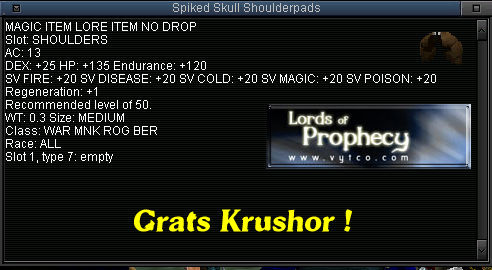 Spiked Skull Shoulderpads
MAGIC ITEM LORE ITEM NO DROP
Slot: SHOULDERS
AC: 13
DEX: +25 HP: +135 Endurance: +120
SV FIRE: +20 SV DISEASE: +20 SV COLD: +20 SV MAGIC: +20 SV POISON: +20
Regeneration: +1
Recommended level of 50.
WT: 0.3 Size: MEDIUM
Class: WAR MNK ROG BER
Race: ALL
Slot 1, type 7: empty
Lords of
Prophecy
www.vytco.com
Grats Krushor !